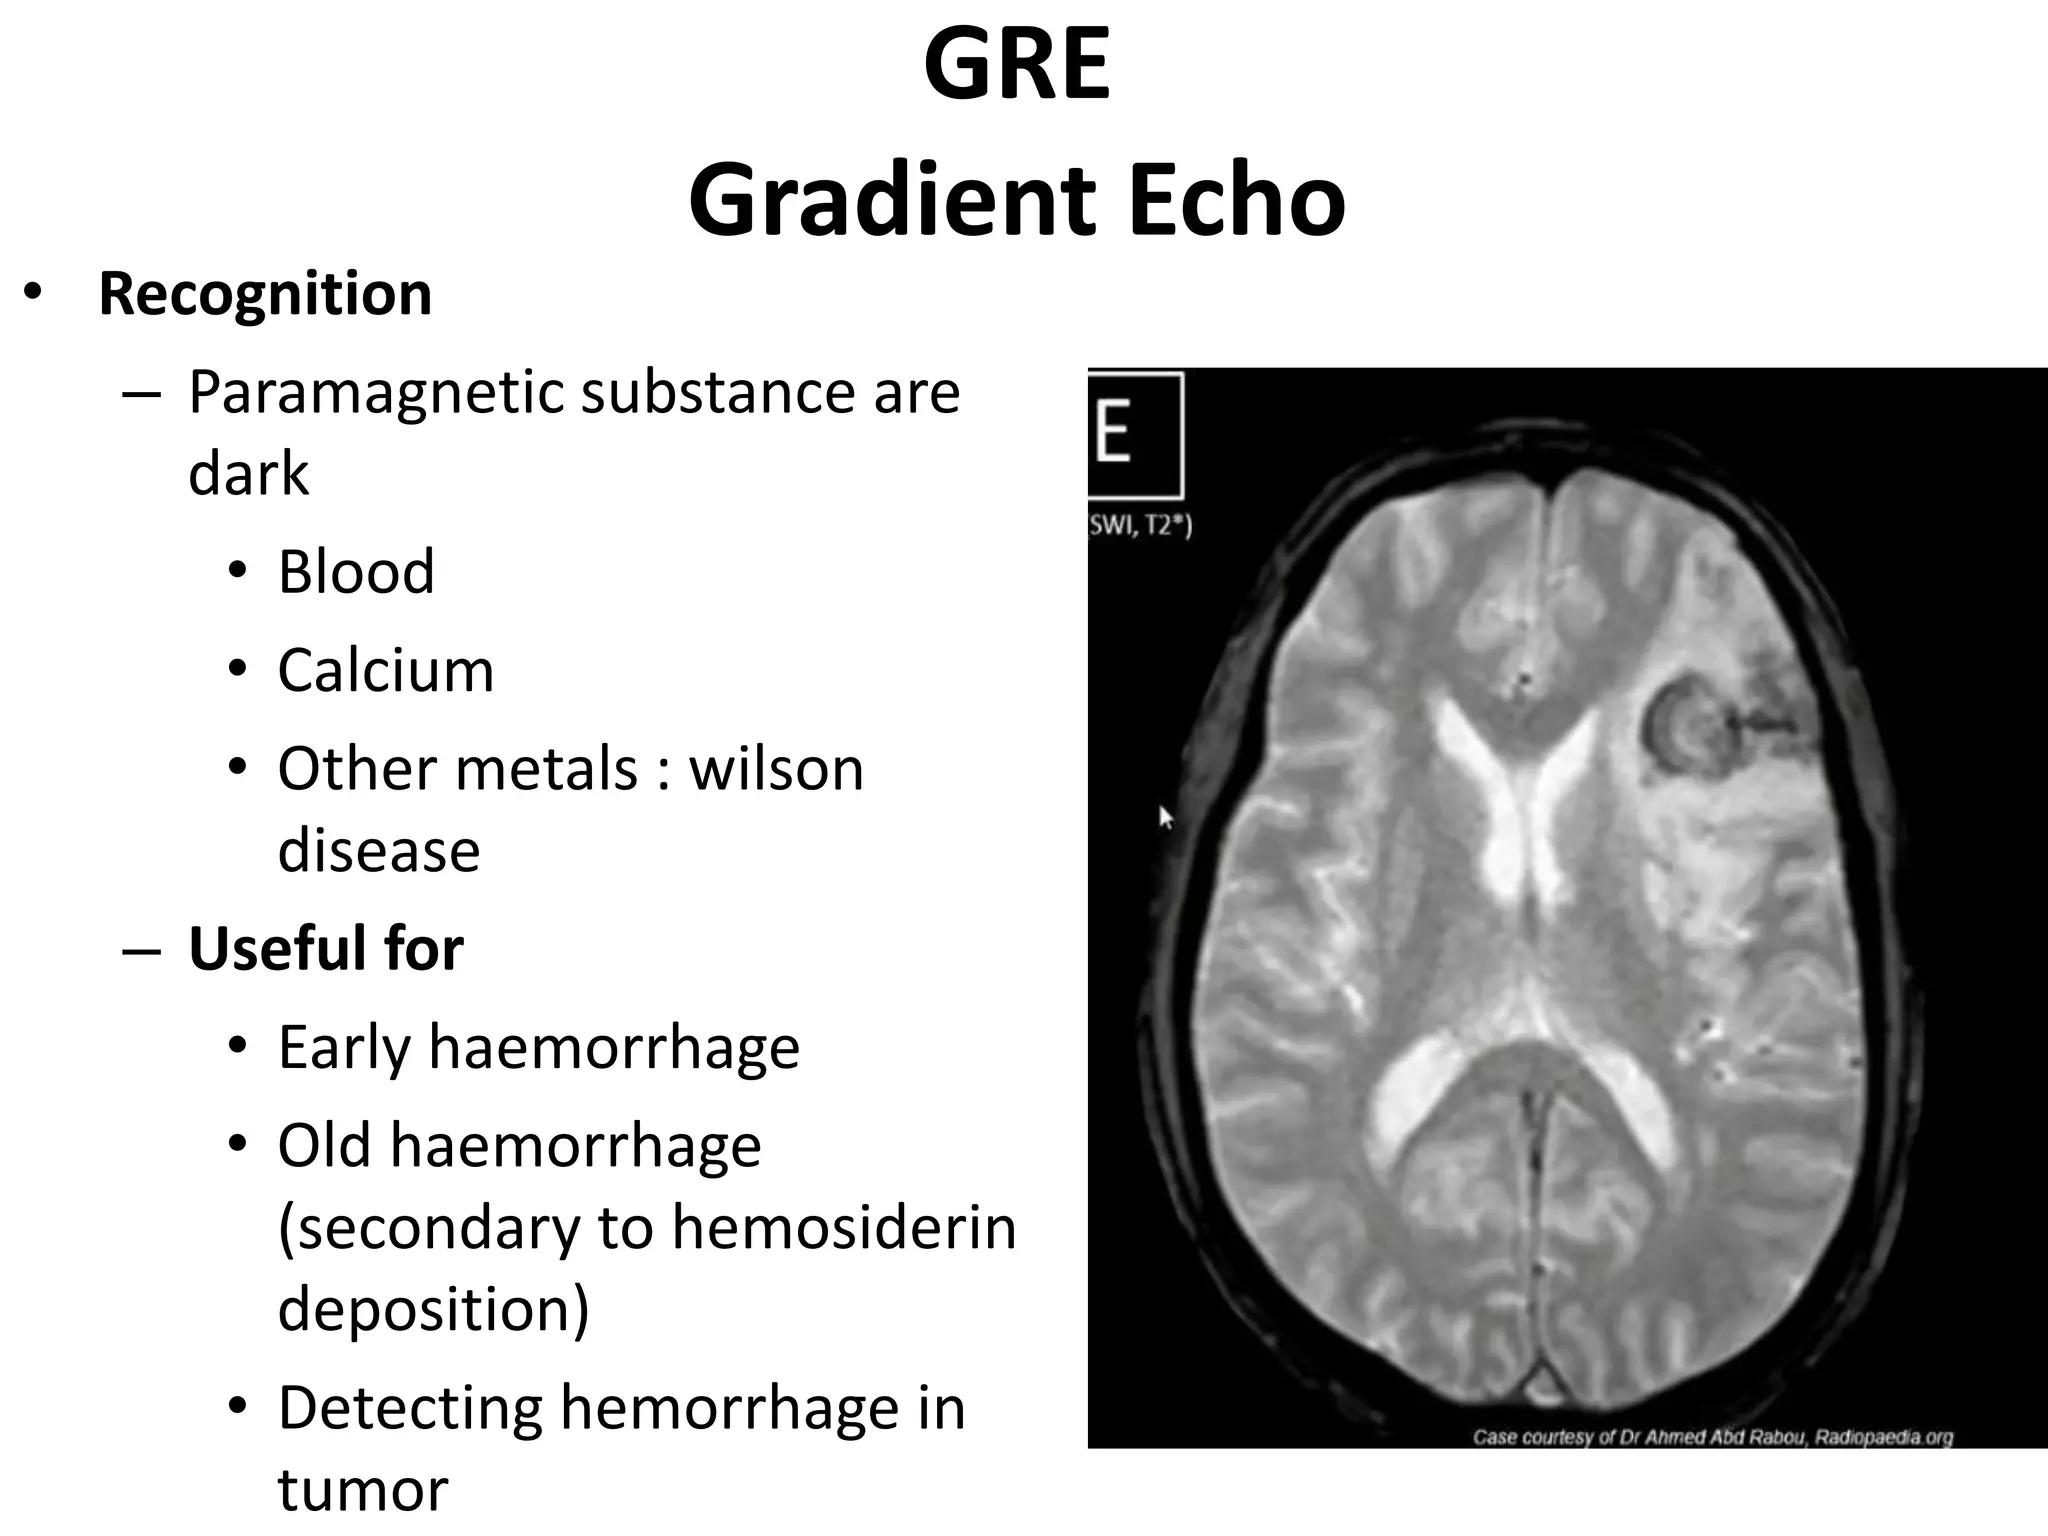 GRE
Gradient Echo
• Recognition
– Paramagnetic substance are
dark
• Blood
• Calcium
• Other metals : wilson
disease
– Useful for
• Early haemorrhage
• Old haemorrhage
(secondary to hemosiderin
deposition)
• Detecting hemorrhage in
tumor
E
(SWI, T2*)
Case courtesy of Dr Ahmed Abd Rabou, Radiopaedia.org